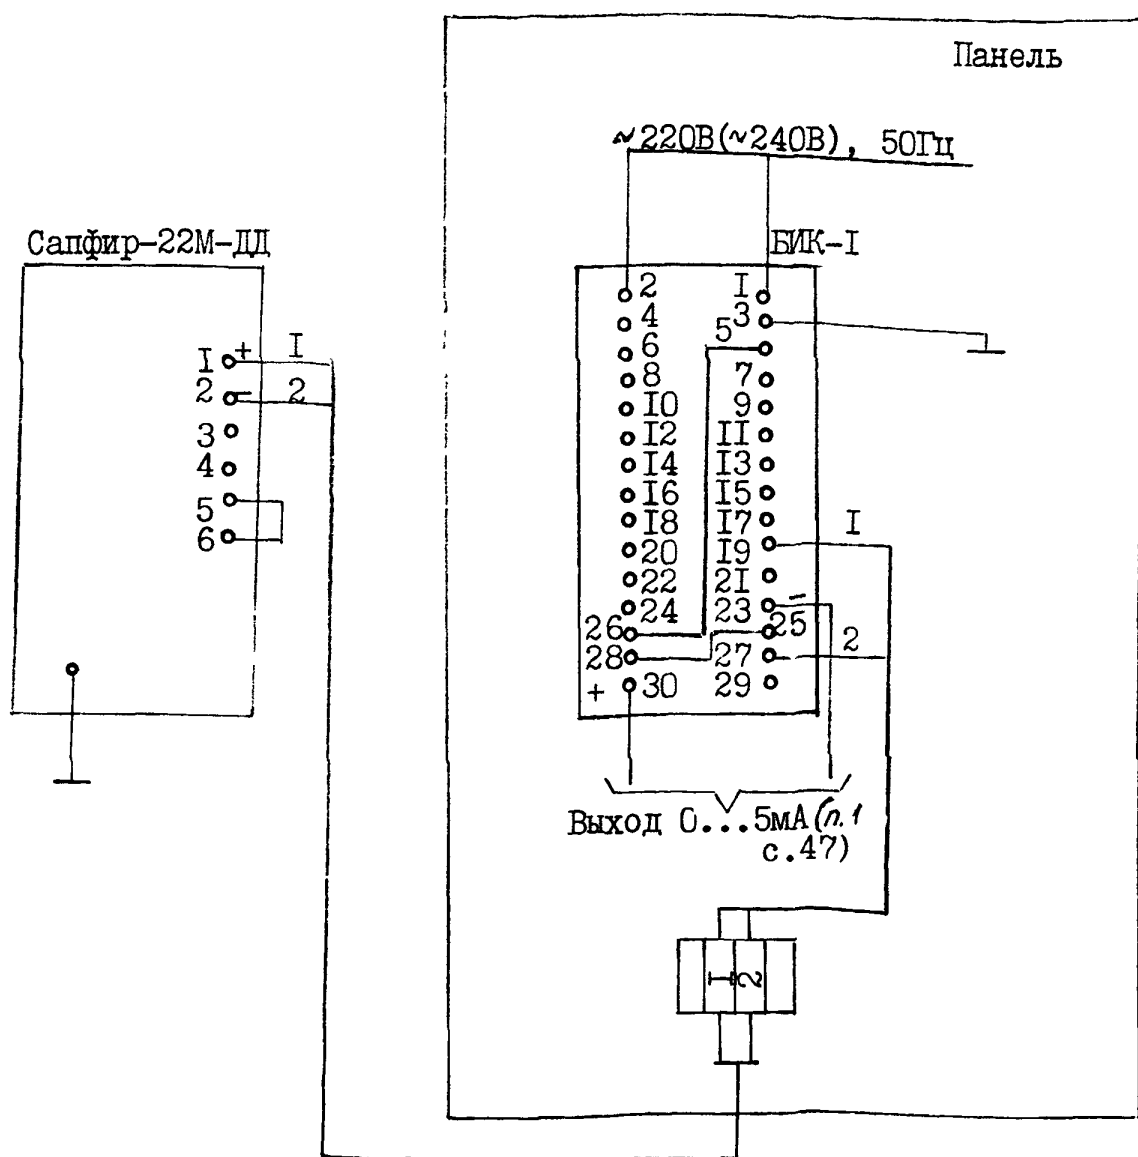 Панель
~220В(~240В), 50Гц
Сапфир-22М-ДД
БИК-I
2 I
4 3
5
6
8 7
I0 9
I2 II
I4 I3
I6 I5
I8 I7
20 I9
22 2I
24 23 -
26 25
28 27
+ 30 29
I + I
2 - 2
3
4
5
6
I
2
Выход 0...5мА(п.1
с.47)
I 2